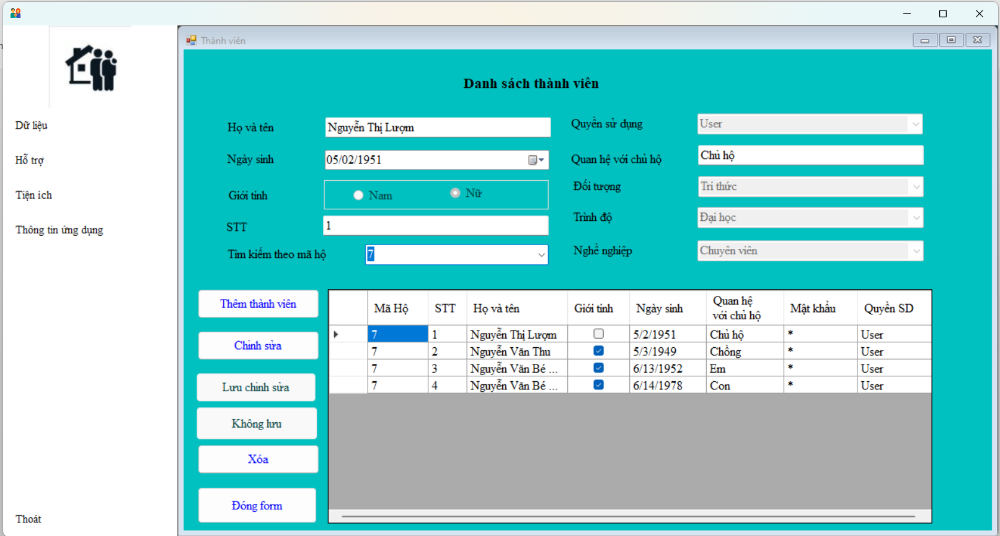 Thành viên
Danh sách thành viên
Dữ liệu
Hỗ trợ
Tiện ích
Thông tin ứng dụng
Thoát
Họ và tên
Nguyễn Thị Lượm
Ngày sinh
05/02/1951
Giới tính
Nam
Nữ
STT
1
Tìm kiếm theo mã hộ
7
Quyền sử dụng
User
Quan hệ với chủ hộ
Chủ hộ
Đối tượng
Tri thức
Trình độ
Đại học
Nghề nghiệp
Chuyên viên
Thêm thành viên
Chỉnh sửa
Lưu chỉnh sửa
Không lưu
Xóa
Đóng form
Mã Hộ STT Họ và tên Giới tính Ngày sinh Quan hệ với chủ hộ Mật khẩu Quyền SD
7 1 Nguyễn Thị Lượm 5/2/1951 Chủ hộ * User
7 2 Nguyễn Văn Thu 5/3/1949 Chồng * User
7 3 Nguyễn Văn Bé ... 6/13/1952 Em * User
7 4 Nguyễn Văn Bé ... 6/14/1978 Con * User